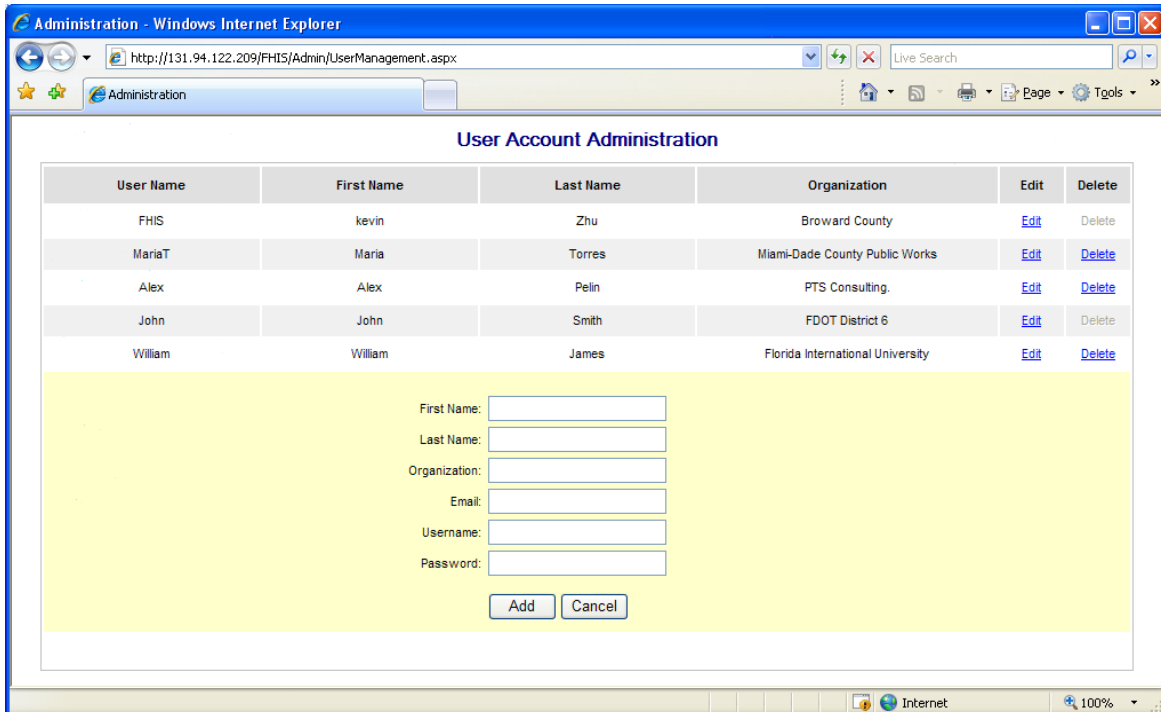 Administration - Windows Internet Explorer
http://131.94.122.209/FHIS/Admin/UserManagement.aspx Live Search
Administration Page Tools »
User Account Administration
User Name First Name Last Name Organization Edit Delete
FHIS kevin Zhu Broward County Edit Delete
MariaT Maria Torres Miami-Dade County Public Works Edit Delete
Alex Alex Pelin PTS Consulting. Edit Delete
John John Smith FDOT District 6 Edit Delete
William William James Florida International University Edit Delete
First Name:
Last Name:
Organization:
Email:
Username:
Password:
Add Cancel
Internet 100%